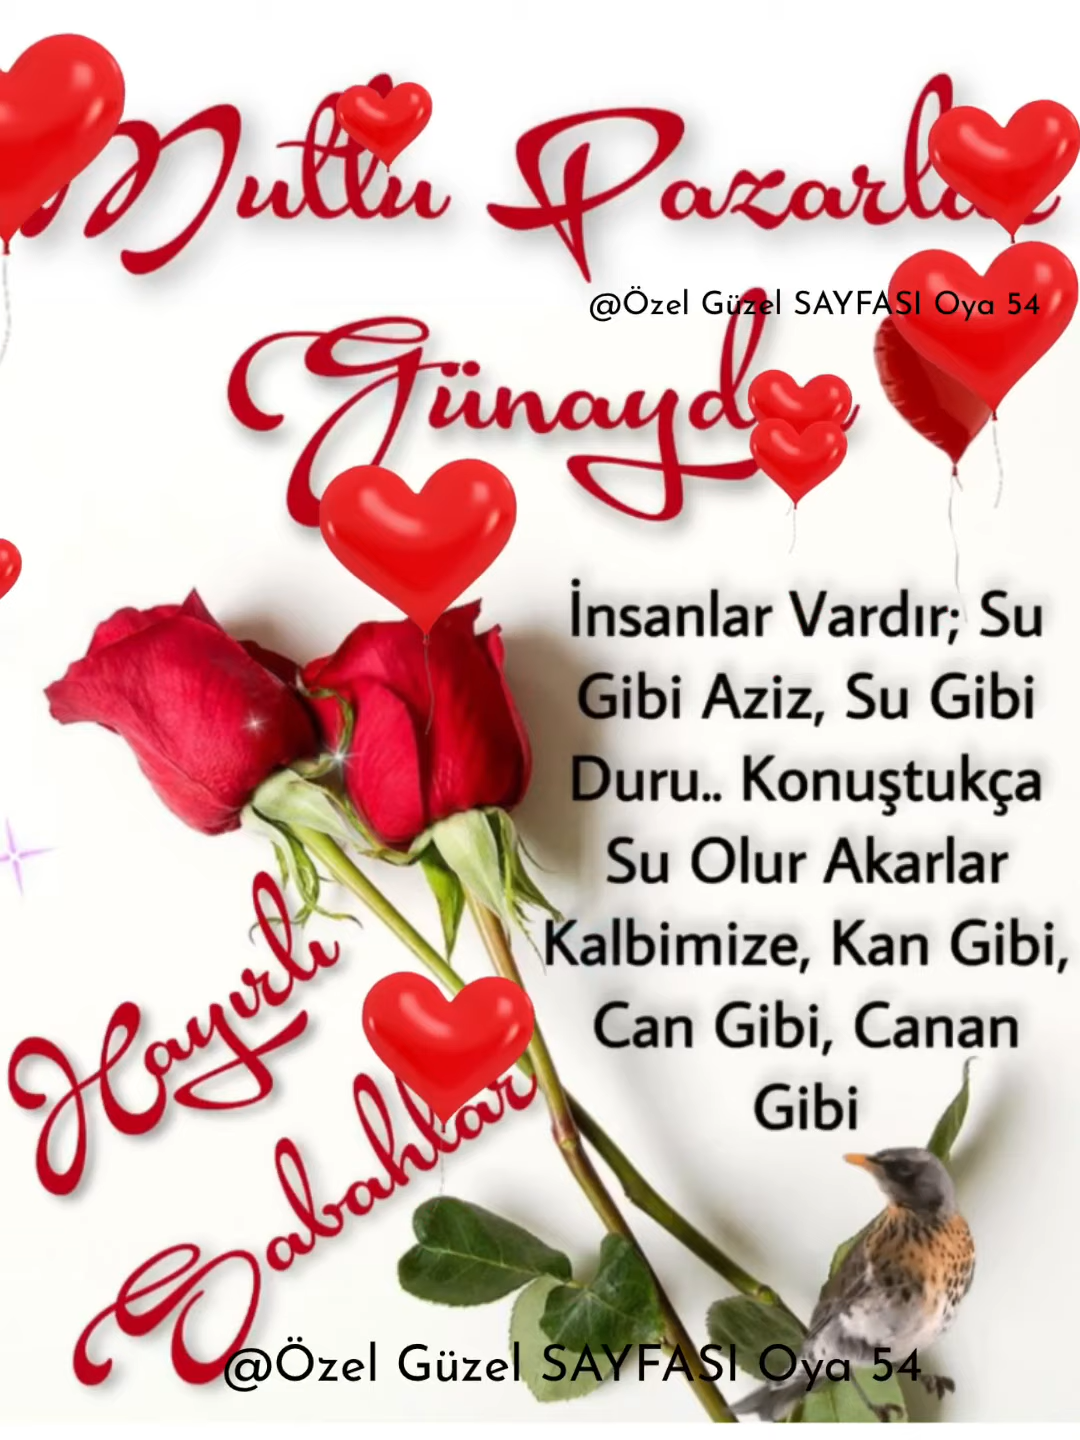 Mutlu Pazarlar
@Özel Güzel SAYFASI Oya 54
Günaydın
İnsanlar Vardır; Su
Gibi Aziz, Su Gibi
Duru.. Konuştukça
Su Olur Akarlar
Kalbimize, Kan Gibi,
Can Gibi, Canan
Gibi
Hayırlı
Sabahlar
@Özel Güzel SAYFASI Oya 54